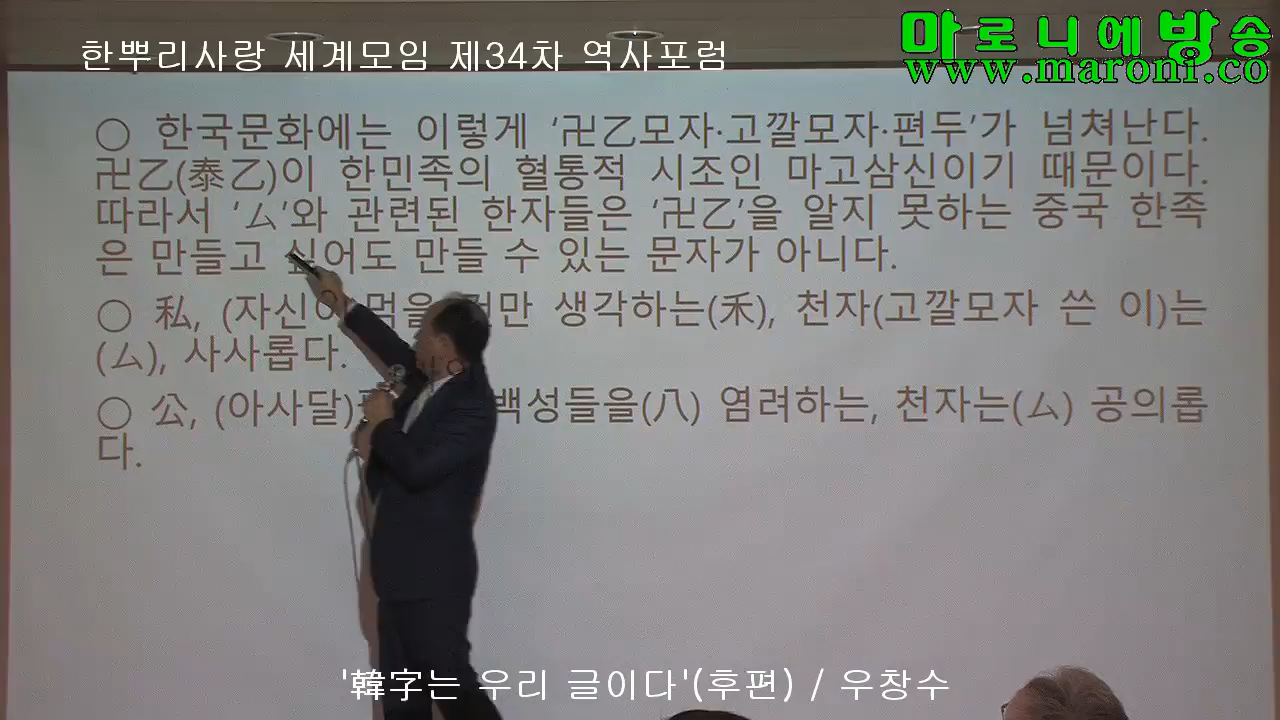 한뿌리사랑 세계모임 제34차 역사포럼
마로니에방송
www.maroni.co
○ 한국문화에는 이렇게 ‘卍乙모자·고깔모자·편두’가 넘쳐난다.
卍乙(泰乙)이 한민족의 혈통적 시조인 마고삼신이기 때문이다.
따라서 ‘厶’와 관련된 한자들은 ‘卍乙’을 알지 못하는 중국 한족
은 만들고 싶어도 만들 수 있는 문자가 아니다.
○ 私, (자신이 먹을 것만 생각하는(禾), 천자(고깔모자 쓴 이)는
(厶), 사사롭다.
○ 公, (아사달) 백성들을(八) 염려하는, 천자는(厶) 공의롭
다.
'韓字는 우리 글이다'(후편) / 우창수